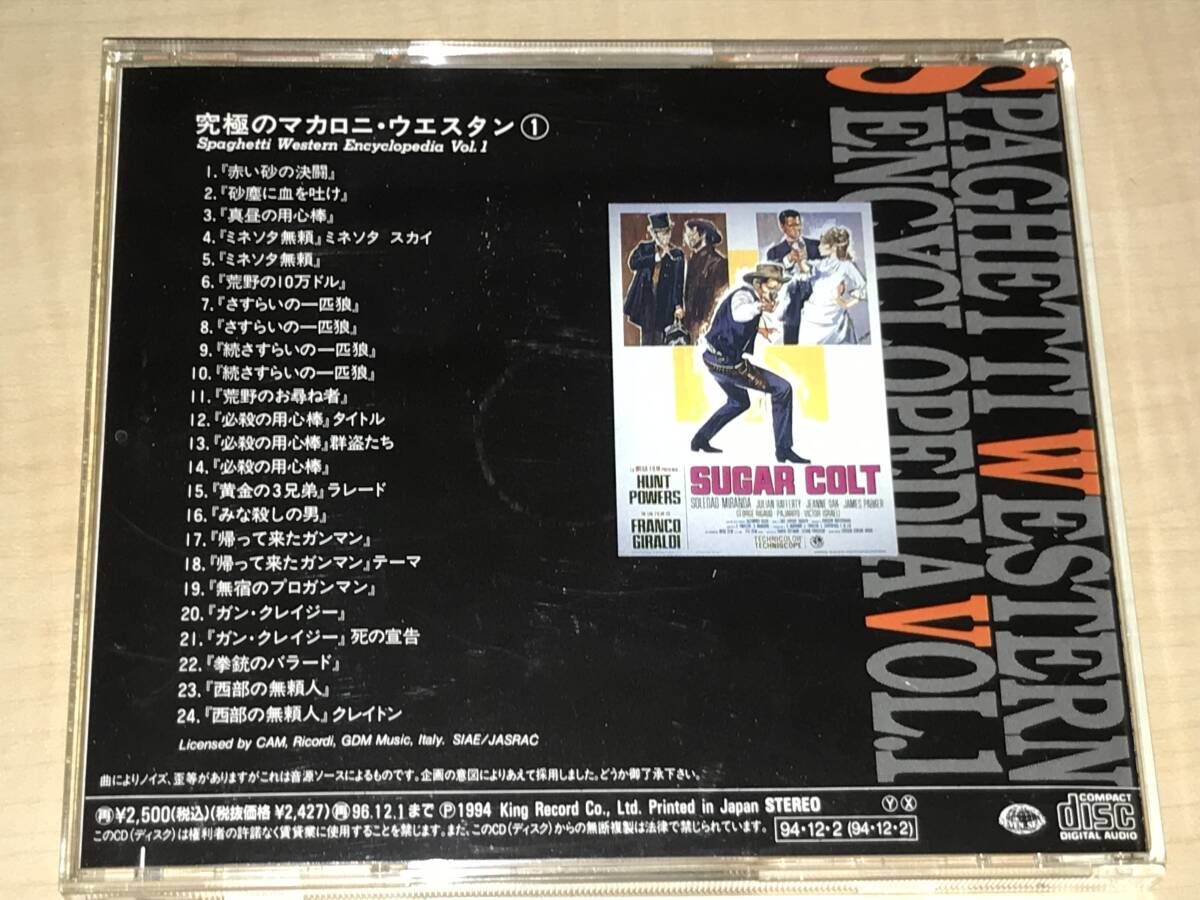 究極のマカロニ・ウエスタン①
Spaghetti Western Encyclopedia Vol.1
1.『赤い砂の決闘』
2.『砂塵に血を吐け』
3.『真昼の用心棒』
4.『ミネソタ無頼』ミネソタ スカイ
5.『ミネソタ無頼』
6.『荒野の10万ドル』
7.『さすらいの一匹狼』
8.『さすらいの一匹狼』
9.『続さすらいの一匹狼』
10.『続さすらいの一匹狼』
11.『荒野のお尋ね者』
12.『必殺の用心棒』タイトル
13.『必殺の用心棒』群盗たち
14.『必殺の用心棒』
15.『黄金の3兄弟』ラレード
16.『みな殺しの男』
17.『帰って来たガンマン』
18.『帰って来たガンマン』テーマ
19.『無宿のプロガンマン』
20.『ガン・クレイジー』
21.『ガン・クレイジー』死の宣告
22.『拳銃のバラード』
23.『西部の無頼人』
24.『西部の無頼人』クレイトン
Licensed by CAM, Ricordi, GDM Music, Italy. SIAE/JASRAC
曲によりノイズ、歪等がありますがこれは音源ソースによるものです。企画の意図によりあえて採用しました。どうか御了承下さい。
㊢¥2,500(税込)(税抜価格 ¥2,427)㊢96.12.1まで Ⓟ1994 King Record Co., Ltd. Printed in Japan STEREO
Ⓨ Ⓧ
このCD(ディスク)は権利者の許諾なく賃貸業に使用することを禁じます。また、このCD(ディスク)からの無断複製は法律で禁じられています。
94・12・2 (94・12・2)
COMPACT
disc
DIGITAL AUDIO
SPAGHETTI WESTERN
ENCYCLOPEDIA VOL.1
HUNT
POWERS
SUGAR COLT
SOLEDAD MIRANDA JULIAN RAFFERTY JEANNE OAK JAMES PARKER
GEORGE RIGAUD PAJARITO VICTOR ISRAEL
FRANCO
GIRALDI
TECHNICOLOR
TECHNISCOPE